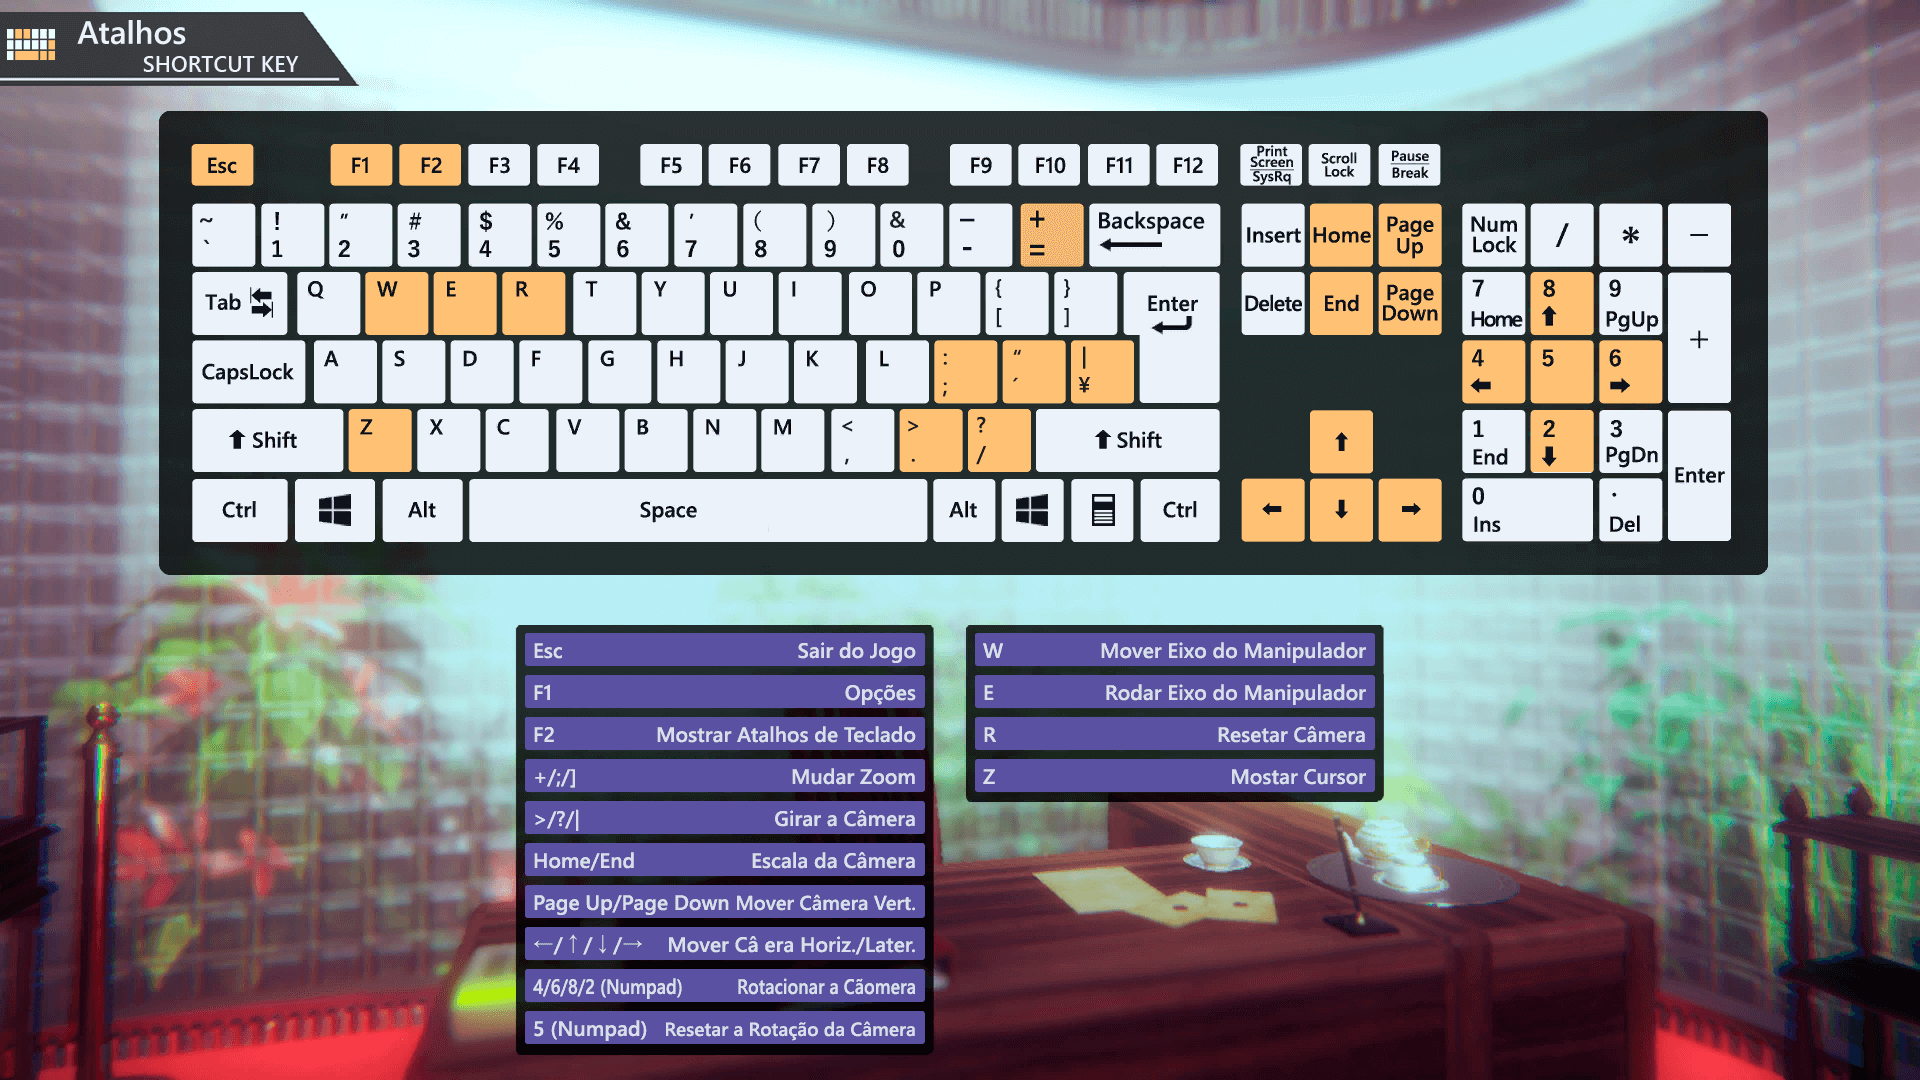 Atalhos
SHORTCUT KEY
Esc F1 F2 F3 F4 F5 F6 F7 F8 F9 F10 F11 F12 Print Screen SysRq Scroll Lock Pause Break
~ ` ! 1 " 2 # 3 $ 4 % 5 & 6 ' 7 ( 8 ) 9 & 0 − - + = Backspace Insert Home Page Up Num Lock / * −
Tab Q W E R T Y U I O P { [ } ] Enter Delete End Page Down 7 Home 8 9 PgUp +
CapsLock A S D F G H J K L : ; “ ´ | ¥ 4 5 6
Shift Z X C V B N M < , > . ? / Shift ↑ 1 End 2 3 PgDn Enter
Ctrl Alt Space Alt Ctrl ← ↓ → 0 Ins . Del
Esc Sair do Jogo
F1 Opções
F2 Mostrar Atalhos de Teclado
+/;/] Mudar Zoom
>/?/| Girar a Câmera
Home/End Escala da Câmera
Page Up/Page Down Mover Câmera Vert.
←/↑/↓/→ Mover Câ era Horiz./Later.
4/6/8/2 (Numpad) Rotacionar a Cãomera
5 (Numpad) Resetar a Rotação da Câmera
W Mover Eixo do Manipulador
E Rodar Eixo do Manipulador
R Resetar Câmera
Z Mostar Cursor